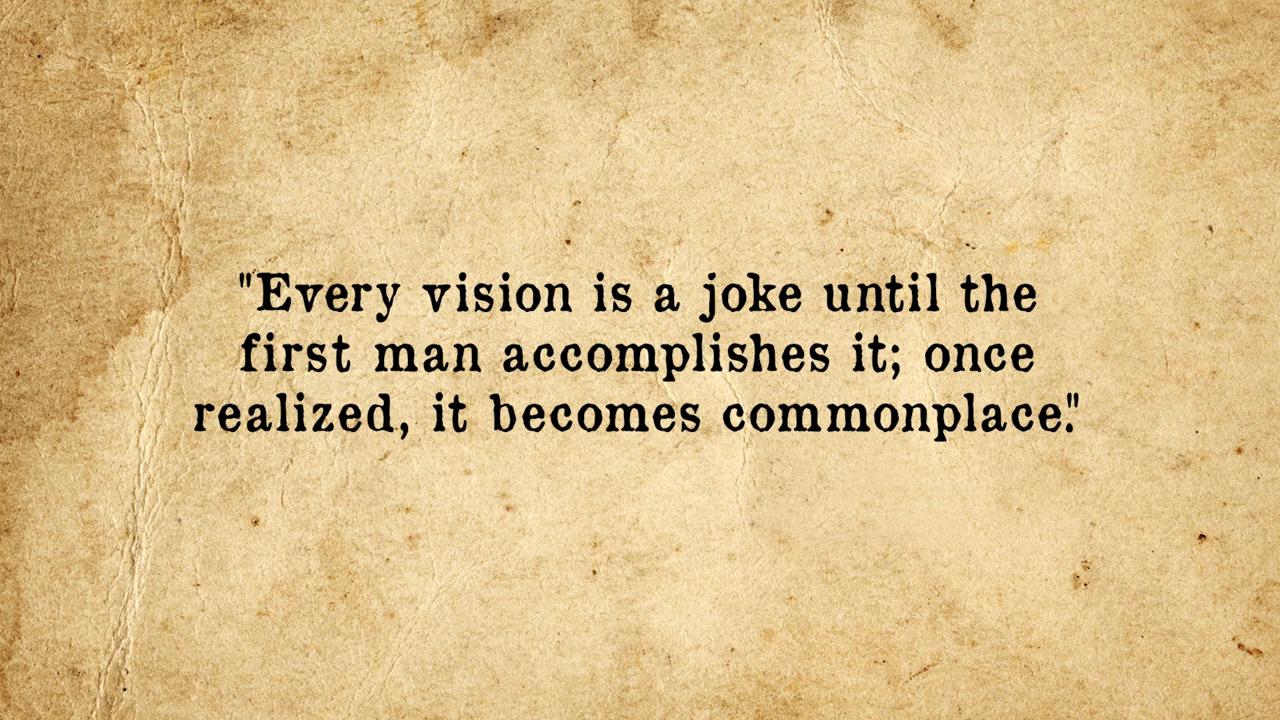 "Every vision is a joke until the
first man accomplishes it; once
realized, it becomes commonplace."